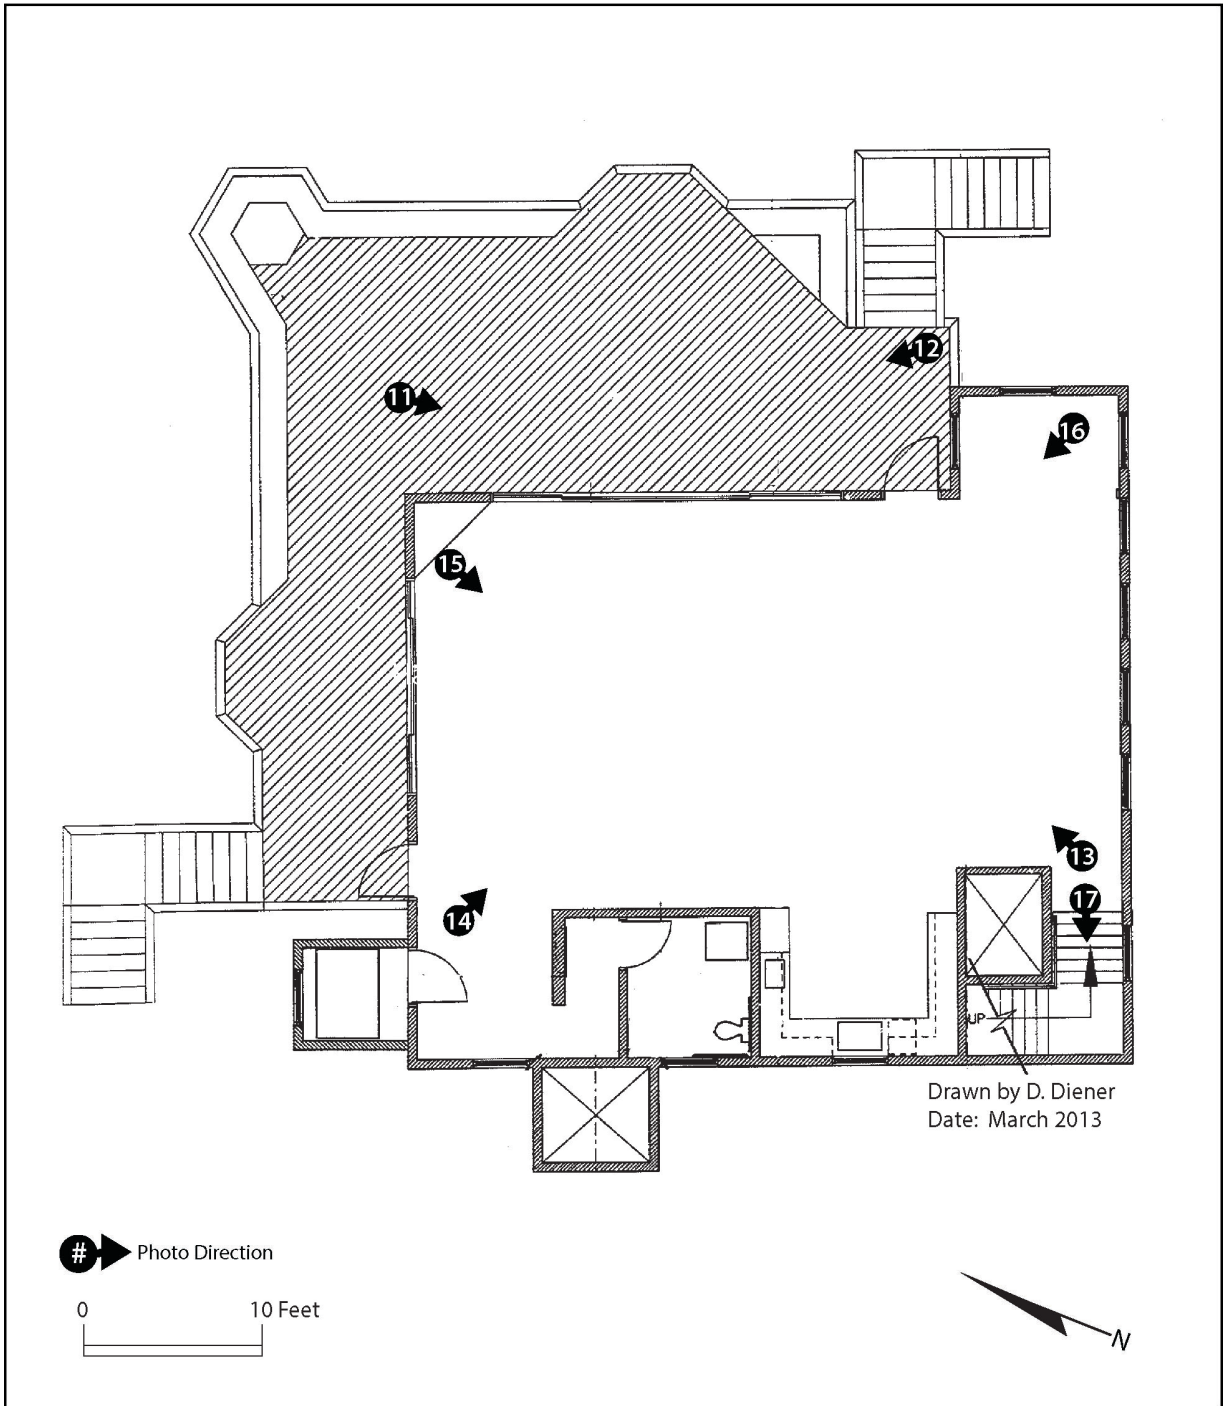 12
11
16
15
13
17
14
UP
Drawn by D. Diener
Date: March 2013
# Photo Direction
0 10 Feet
N